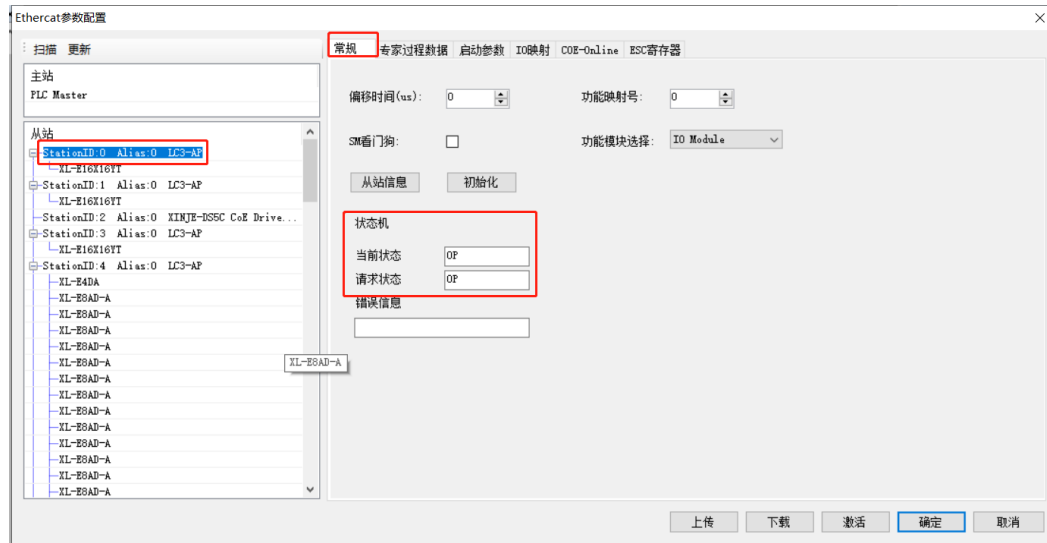 Ethercat参数配置
扫描 更新
主站
PLC Master
从站
StationID:0 Alias:0 LC3-AP
XL-E16X16YT
StationID:1 Alias:0 LC3-AP
XL-E16X16YT
StationID:2 Alias:0 XINJE-DS5C CoE Drive...
StationID:3 Alias:0 LC3-AP
XL-E16X16YT
StationID:4 Alias:0 LC3-AP
XL-E4DA
XL-E8AD-A
XL-E8AD-A
XL-E8AD-A
XL-E8AD-A
XL-E8AD-A
XL-E8AD-A
XL-E8AD-A
XL-E8AD-A
XL-E8AD-A
XL-E8AD-A
XL-E8AD-A
XL-E8AD-A
XL-E8AD-A
XL-E8AD-A
常规 专家过程数据 启动参数 IO映射 COE-Online ESC寄存器
偏移时间(us): 0 功能映射号: 0
SM看门狗: 功能模块选择: IO Module
从站信息 初始化
状态机
当前状态 OP
请求状态 OP
错误信息
上传 下载 激活 确定 取消